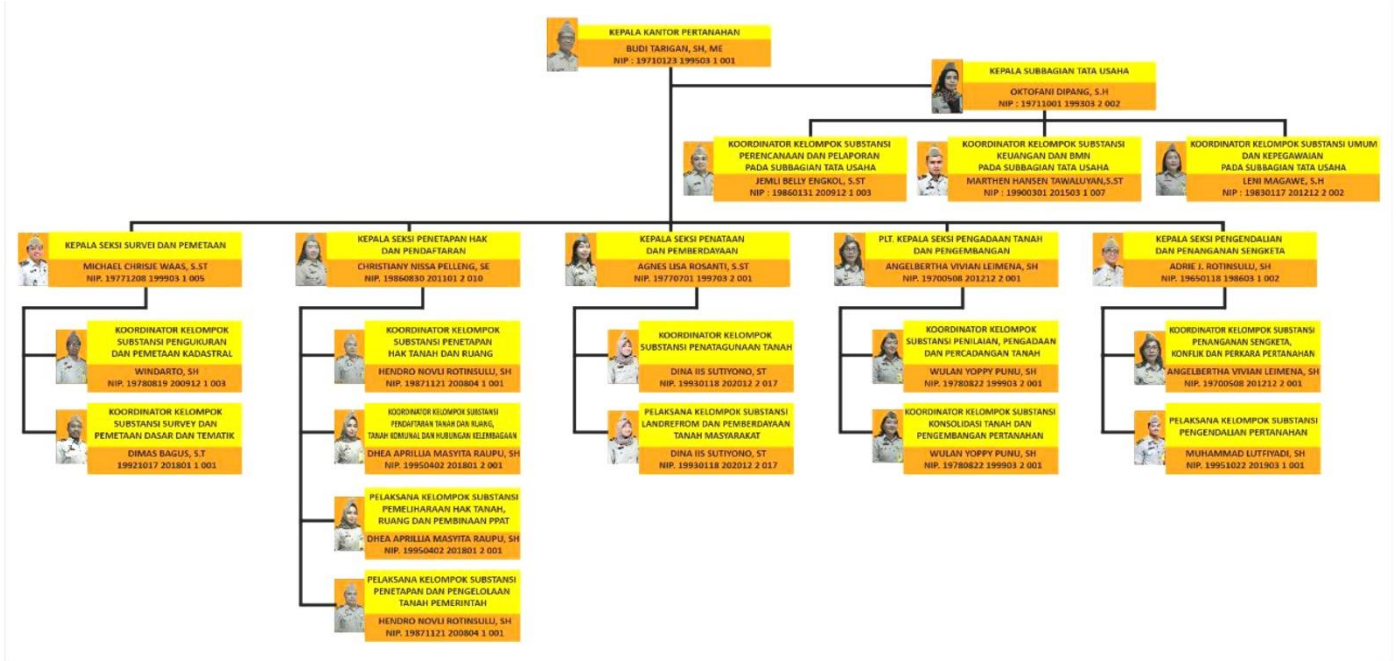 KEPALA KANTOR PERTANAHAN
BUDI TARIGAN, SH, ME
NIP : 19710123 199503 1 001
KEPALA SUBBAGIAN TATA USAHA
OKTOFANI DIPANG, S.H
NIP : 19711001 199303 2 002
KOORDINATOR KELOMPOK SUBSTANSI
PERENCANAAN DAN PELAPORAN
PADA SUBBAGIAN TATA USAHA
JEMLI BELLY ENGKOL, S.ST
NIP : 19860131 200912 1 003
KOORDINATOR KELOMPOK SUBSTANSI
KEUANGAN DAN BMN
PADA SUBBAGIAN TATA USAHA
MARTHEN HANSEN TAWALUYAN,S.ST
NIP : 19900301 201503 1 007
KOORDINATOR KELOMPOK SUBSTANSI UMUM
DAN KEPEGAWAIAN
PADA SUBBAGIAN TATA USAHA
LENI MAGAWE, S.H
NIP : 19830117 201212 2 002
KEPALA SEKSI SURVEI DAN PEMETAAN
MICHAEL CHRISJE WAAS, S.ST
NIP. 19771208 199903 1 005
KOORDINATOR KELOMPOK
SUBSTANSI PENGUKURAN
DAN PEMETAAN KADASTRAL
WINDARTO, SH
NIP. 19780819 200912 1 003
KOORDINATOR KELOMPOK
SUBSTANSI SURVEY DAN
PEMETAAN DASAR DAN TEMATIK
DIMAS BAGUS, S.T
19921017 201801 1 001
KEPALA SEKSI PENETAPAN HAK
DAN PENDAFTARAN
CHRISTIANY NISSA PELLENG, SE
NIP. 19860830 201101 2 010
KOORDINATOR KELOMPOK
SUBSTANSI PENETAPAN
HAK TANAH DAN RUANG
HENDRO NOVLI ROTINSULU, SH
NIP. 19871121 200804 1 001
KOORDINATOR KELOMPOK SUBSTANSI
PENDAFTARAN TANAH DAN RUANG,
TANAH KOMUNAL DAN HUBUNGAN KELEMBAGAAN
DHEA APRILLIA MASYITA RAUPU, SH
NIP. 19950402 201801 2 001
PELAKSANA KELOMPOK SUBSTANSI
PEMELIHARAAN HAK TANAH,
RUANG DAN PEMBINAAN PPAT
DHEA APRILLIA MASYITA RAUPU, SH
NIP. 19950402 201801 2 001
PELAKSANA KELOMPOK SUBSTANSI
PENETAPAN DAN PENGELOLAAN
TANAH PEMERINTAH
HENDRO NOVLI ROTINSULU, SH
NIP. 19871121 200804 1 001
KEPALA SEKSI PENATAAN
DAN PEMBERDAYAAN
AGNES LISA ROSANTI, S.ST
NIP. 19770701 199703 2 001
KOORDINATOR KELOMPOK
SUBSTANSI PENATAGUNAAN TANAH
DINA IIS SUTIYONO, ST
NIP. 19930118 202012 2 017
PELAKSANA KELOMPOK SUBSTANSI
LANDREFROM DAN PEMBERDAYAAN
TANAH MASYARAKAT
DINA IIS SUTIYONO, ST
NIP. 19930118 202012 2 017
PLT. KEPALA SEKSI PENGADAAN TANAH
DAN PENGEMBANGAN
ANGELBERTHA VIVIAN LEIMENA, SH
NIP. 19700508 201212 2 001
KOORDINATOR KELOMPOK
SUBSTANSI PENILAIAN, PENGADAAN
DAN PERCADANGAN TANAH
WULAN YOPPY PUNU, SH
NIP. 19780822 199903 2 001
KOORDINATOR KELOMPOK SUBSTANSI
KONSOLIDASI TANAH DAN
PENGEMBANGAN PERTANAHAN
WULAN YOPPY PUNU, SH
NIP. 19780822 199903 2 001
KEPALA SEKSI PENGENDALIAN
DAN PENANGANAN SENGKETA
ADRIE J. ROTINSULU, SH
NIP. 19650118 198603 1 002
KOORDINATOR KELOMPOK SUBSTANSI
PENANGANAN SENGKETA,
KONFLIK DAN PERKARA PERTANAHAN
ANGELBERTHA VIVIAN LEIMENA, SH
NIP. 19700508 201212 2 001
PELAKSANA KELOMPOK SUBSTANSI
PENGENDALIAN PERTANAHAN
MUHAMMAD LUTFIYADI, SH
NIP. 19951022 201903 1 001